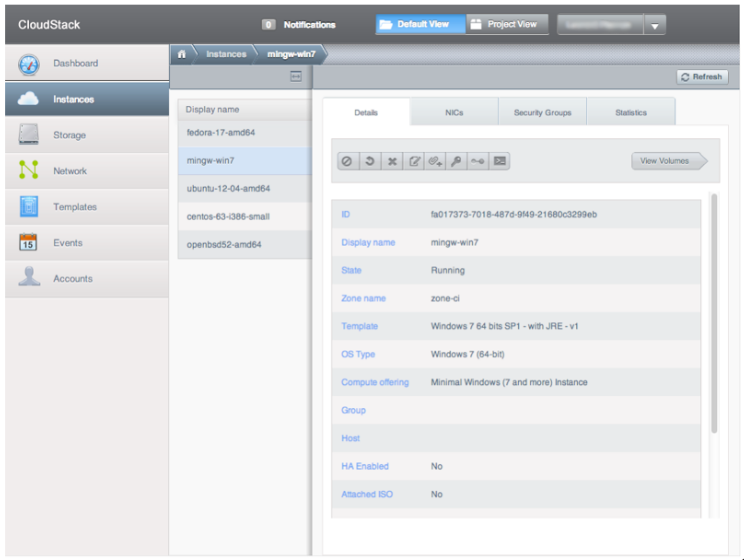 CloudStack
0 Notifications
Default View
Project View
Instances
mingw-win7
Refresh
Dashboard
Instances
Storage
Network
Templates
15
Events
Accounts
Display name
fedora-17-amd64
mingw-win7
ubuntu-12-04-amd64
centos-63-i386-small
openbsd52-amd64
Details
NICs
Security Groups
Statistics
View Volumes
ID fa017373-7018-487d-9f49-21680c3299eb
Display name mingw-win7
State Running
Zone name zone-ci
Template Windows 7 64 bits SP1 - with JRE - v1
OS Type Windows 7 (64-bit)
Compute offering Minimal Windows (7 and more) Instance
Group
Host
HA Enabled No
Attached ISO No